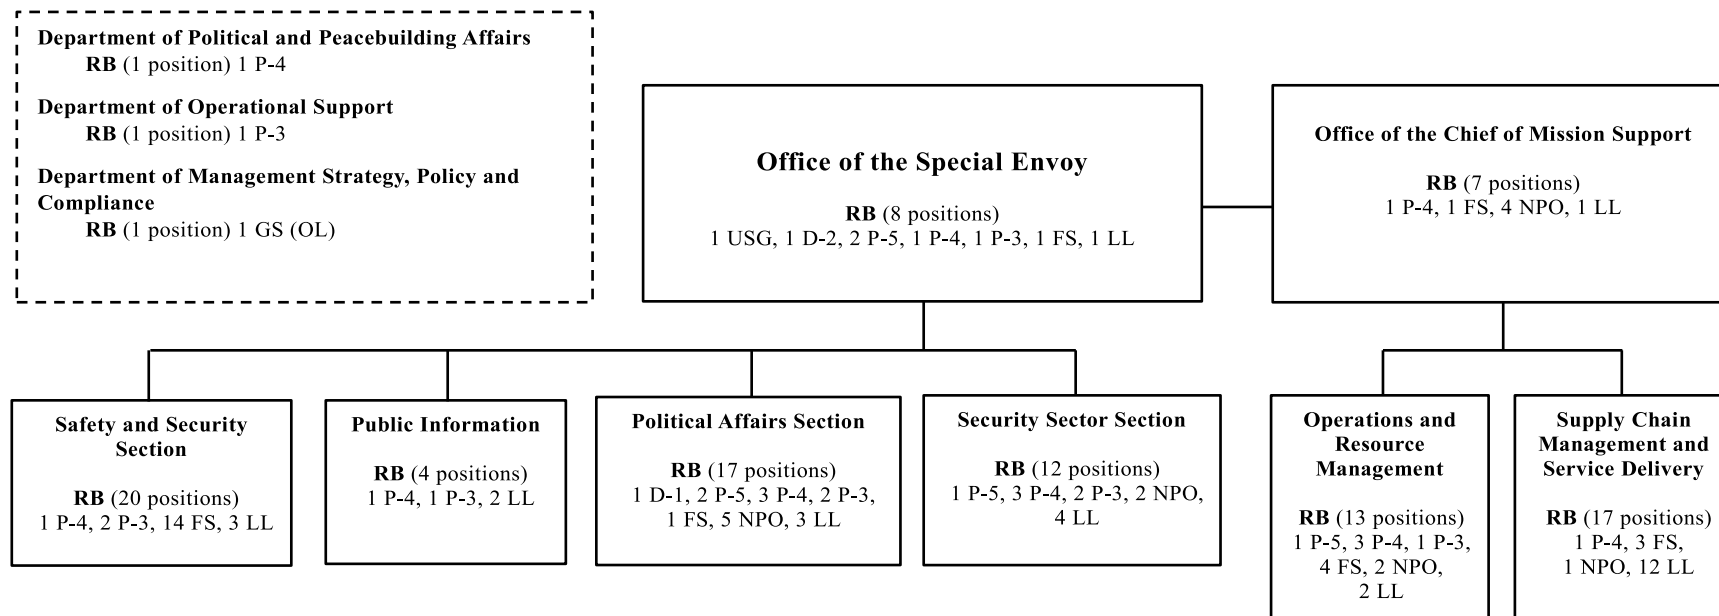 Department of Political and Peacebuilding Affairs
RB (1 position) 1 P-4
Department of Operational Support
RB (1 position) 1 P-3
Department of Management Strategy, Policy and
Compliance
RB (1 position) 1 GS (OL)
Office of the Special Envoy
RB (8 positions)
1 USG, 1 D-2, 2 P-5, 1 P-4, 1 P-3, 1 FS, 1 LL
Office of the Chief of Mission Support
RB (7 positions)
1 P-4, 1 FS, 4 NPO, 1 LL
Safety and Security
Section
RB (20 positions)
1 P-4, 2 P-3, 14 FS, 3 LL
Public Information
RB (4 positions)
1 P-4, 1 P-3, 2 LL
Political Affairs Section
RB (17 positions)
1 D-1, 2 P-5, 3 P-4, 2 P-3,
1 FS, 5 NPO, 3 LL
Security Sector Section
RB (12 positions)
1 P-5, 3 P-4, 2 P-3, 2 NPO,
4 LL
Operations and
Resource
Management
RB (13 positions)
1 P-5, 3 P-4, 1 P-3,
4 FS, 2 NPO,
2 LL
Supply Chain
Management and
Service Delivery
RB (17 positions)
1 P-4, 3 FS,
1 NPO, 12 LL